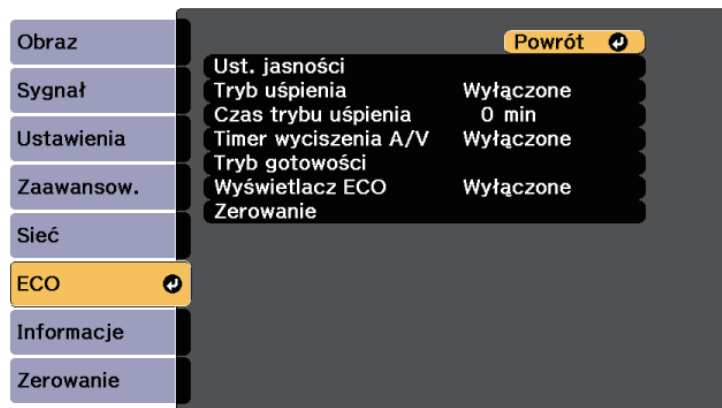 Obraz
Sygnał
Ustawienia
Zaawansow.
Sieć
ECO
Informacje
Zerowanie
Powrót
Ust. jasności
Tryb uśpienia Wyłączone
Czas trybu uśpienia 0 min
Timer wyciszenia A/V Wyłączone
Tryb gotowości
Wyświetlacz ECO Wyłączone
Zerowanie